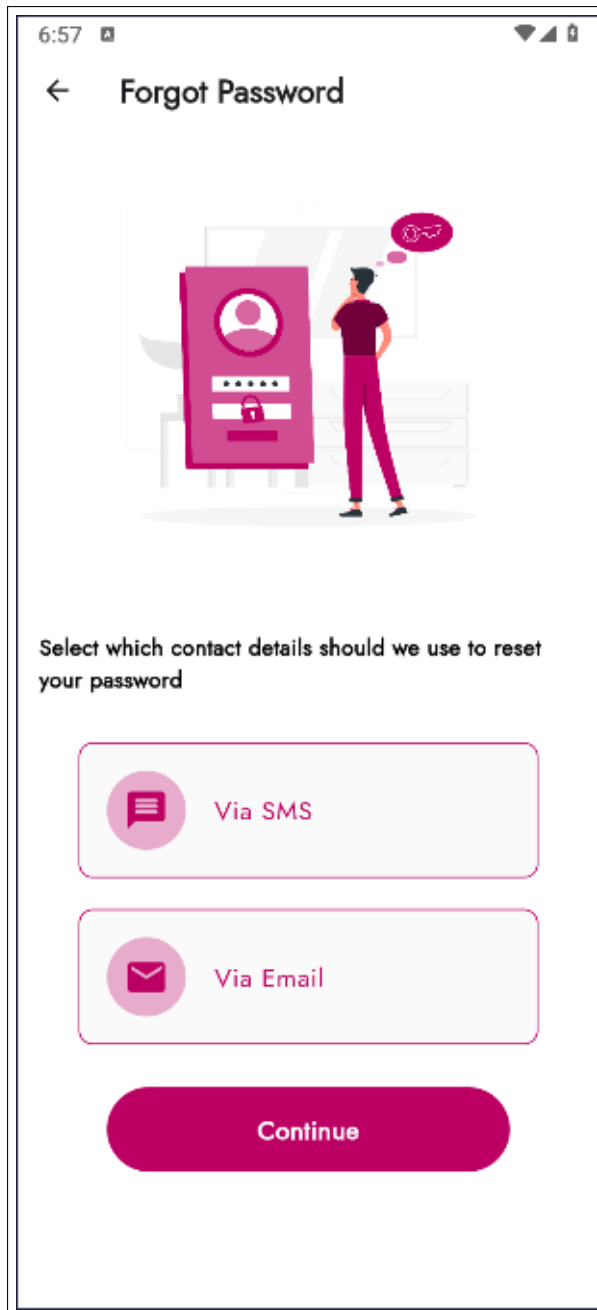 6:57
Forgot Password
Select which contact details should we use to reset
your password
Via SMS
Via Email
Continue